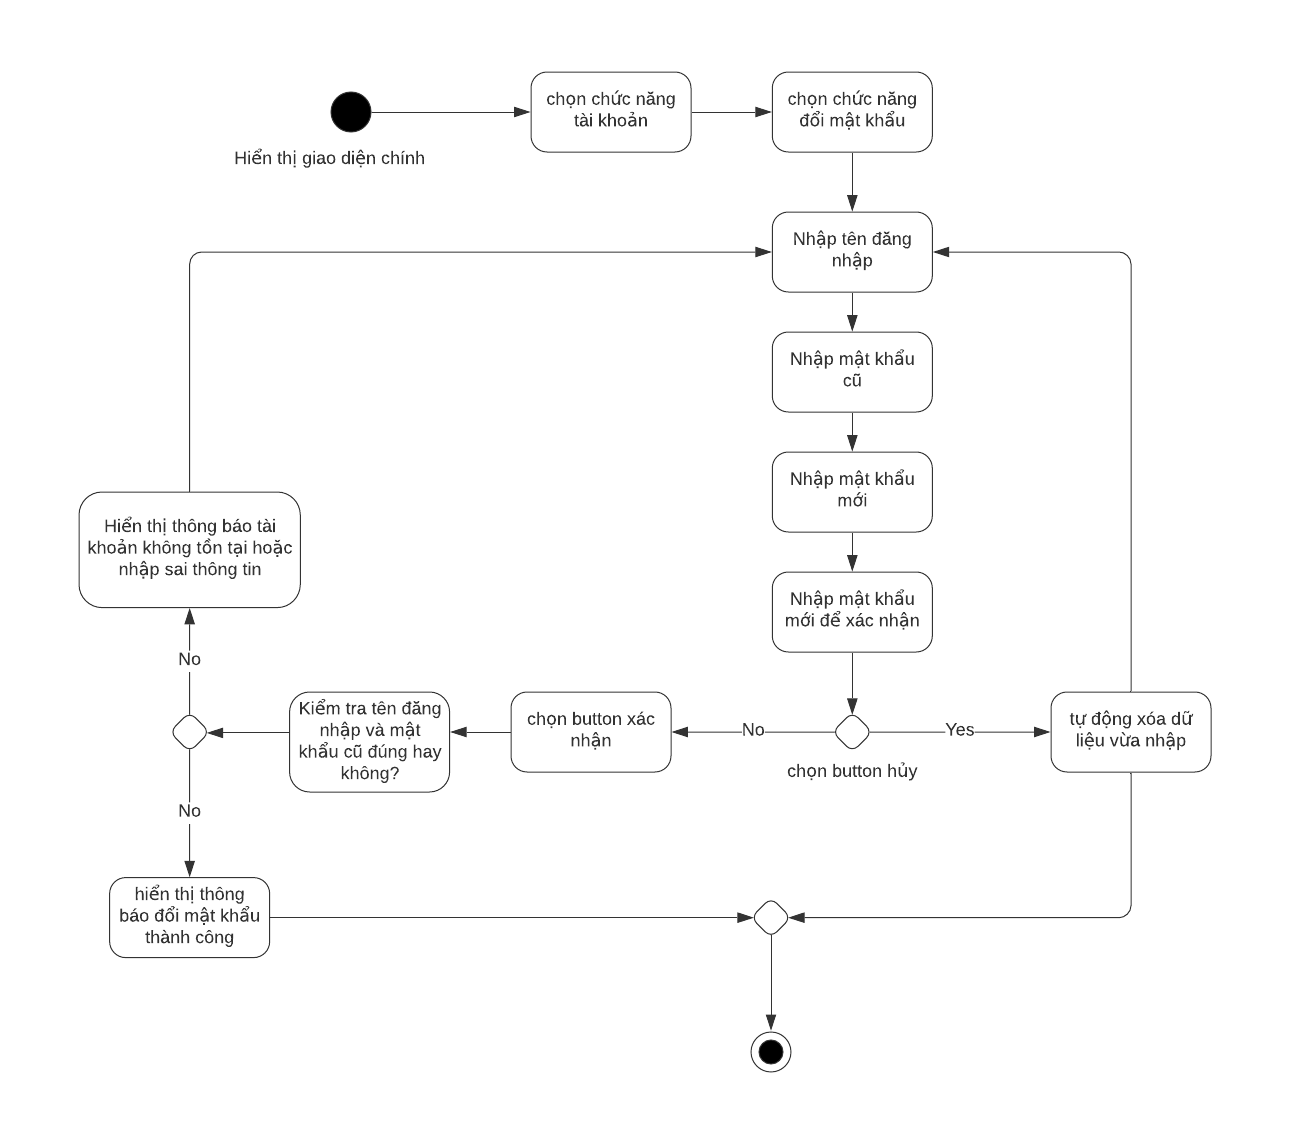 chọn chức năng
tài khoản
chọn chức năng
đổi mật khẩu
Hiển thị giao diện chính
Nhập tên đăng
nhập
Nhập mật khẩu
cũ
Nhập mật khẩu
mới
Nhập mật khẩu
mới để xác nhận
Hiển thị thông báo tài
khoản không tồn tại hoặc
nhập sai thông tin
No
Kiểm tra tên đăng
nhập và mật
khẩu cũ đúng hay
không?
chọn button xác
nhận
No
Yes
chọn button hủy
tự động xóa dữ
liệu vừa nhập
No
hiển thị thông
báo đổi mật khẩu
thành công